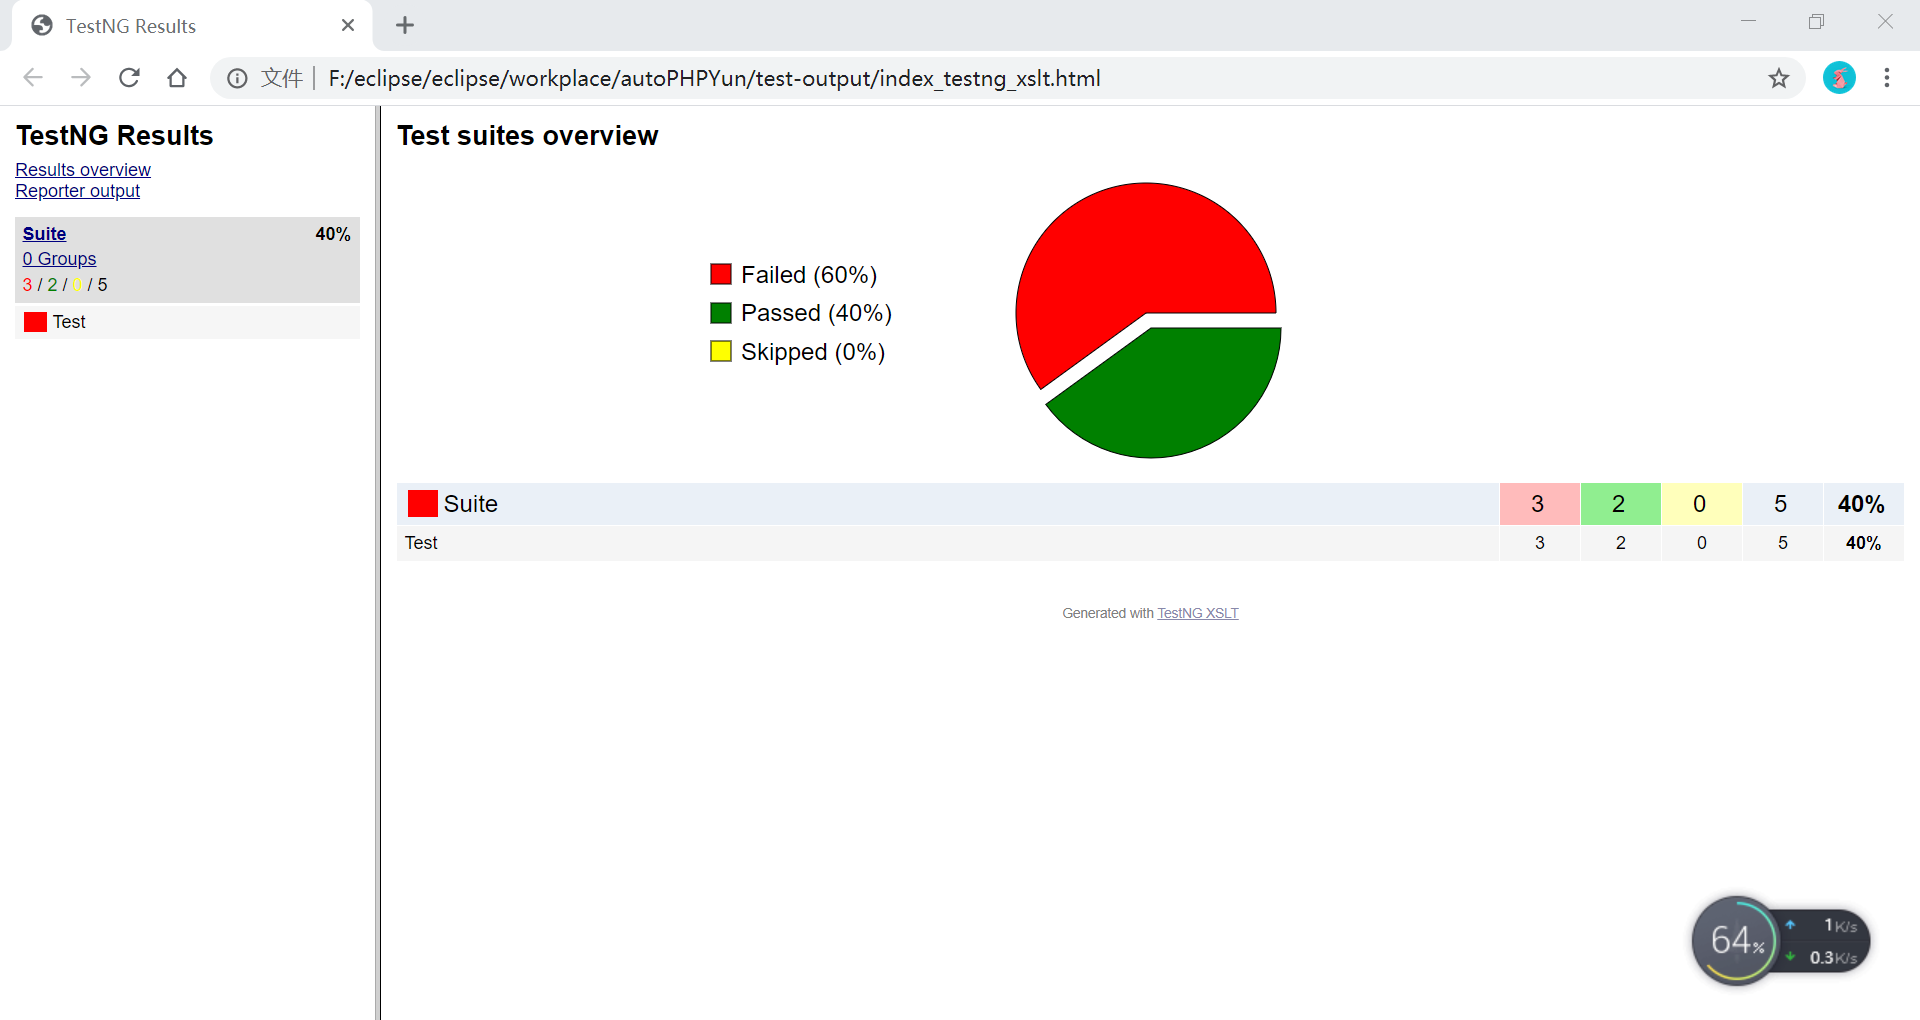 TestNG Results
文件 F:/eclipse/eclipse/workplace/autoPHPYun/test-output/index_testng_xslt.html
TestNG Results
Results overview
Reporter output
Suite 40%
0 Groups
3 / 2 / 0 / 5
Test
Test suites overview
Failed (60%)
Passed (40%)
Skipped (0%)
Suite 3 2 0 5 40%
Test 3 2 0 5 40%
Generated with TestNG XSLT
64%
1K/s
0.3K/s